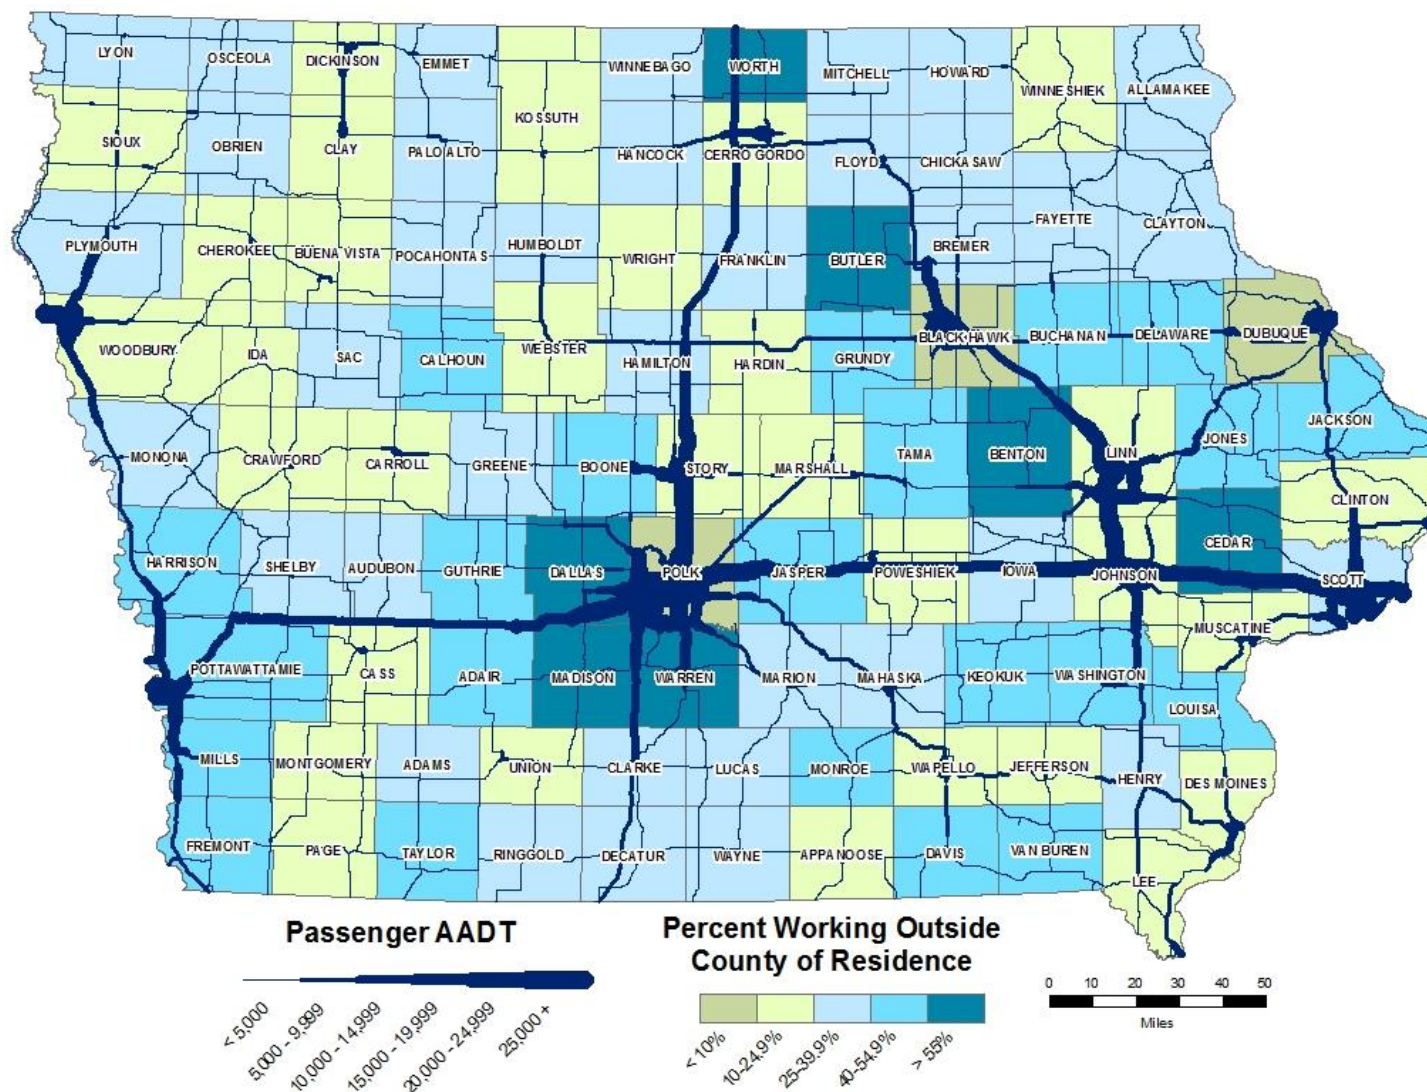 LYON
OSCEOLA
DICKINSON
EMMET
WINNEBAGO
WORTH
MITCHELL
HOWARD
WINNESHIEK
ALLAMAKEE
KOSSUTH
SIOUX
OBRIEN
CLAY
PALO ALTO
HANCOCK
CERRO GORDO
FLOYD
CHICKASAW
PLYMOUTH
CHEROKEE
BUENA VISTA
POCAHONTAS
HUMBOLDT
WRIGHT
FRANKLIN
BUTLER
BREMER
FAYETTE
CLAYTON
WOODBURY
IDA
SAC
CALHOUN
WEBSTER
HAMILTON
HARDIN
GRUNDY
BLACK HAWK
BUCHANAN
DELAWARE
DUBUQUE
MONONA
CRAWFORD
CARROLL
GREENE
BOONE
STORY
MARSHALL
TAMA
BENTON
LINN
JONES
JACKSON
CLINTON
HARRISON
SHELBY
AUDUBON
GUTHRIE
DALLAS
POLK
JASPER
POWESHIEK
IOWA
JOHNSON
CEDAR
SCOTT
MUSCATINE
POTTAWATTAMIE
CASS
ADAIR
MADISON
WARREN
MARION
MAHASKA
KEOKUK
WASHINGTON
LOUISA
MILLS
MONTGOMERY
ADAMS
UNION
CLARKE
LUCAS
MONROE
WAPELLO
JEFFERSON
HENRY
DES MOINES
FREMONT
PAGE
TAYLOR
RINGGOLD
DECATUR
WAYNE
APPANOOSE
DAVIS
VAN BUREN
LEE
Passenger AADT
< 5,000
5,000 - 9,999
10,000 - 14,999
15,000 - 19,999
20,000 - 24,999
25,000 +
Percent Working Outside
County of Residence
< 10%
10-24.9%
25-39.9%
40-54.9%
> 55%
0 10 20 30 40 50
Miles